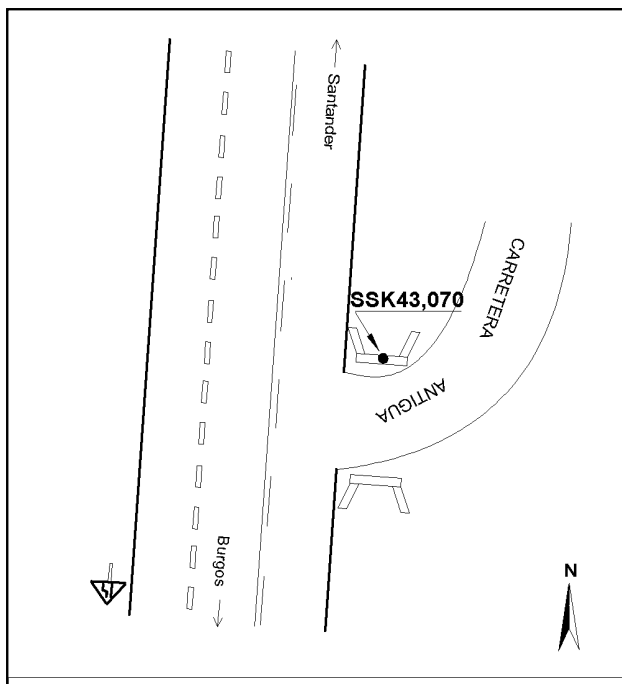 Santander
CARRETERA
SSK43,070
ANTIGUA
Burgos
N